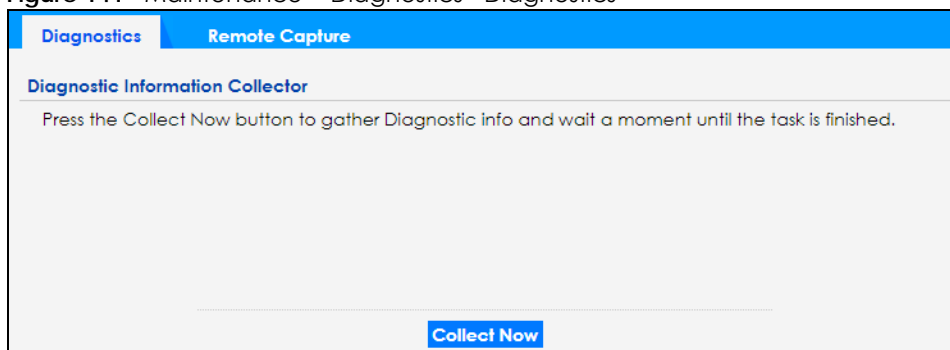 Diagnostics Remote Capture
Diagnostic Information Collector
Press the Collect Now button to gather Diagnostic info and wait a moment until the task is finished.
Collect Now